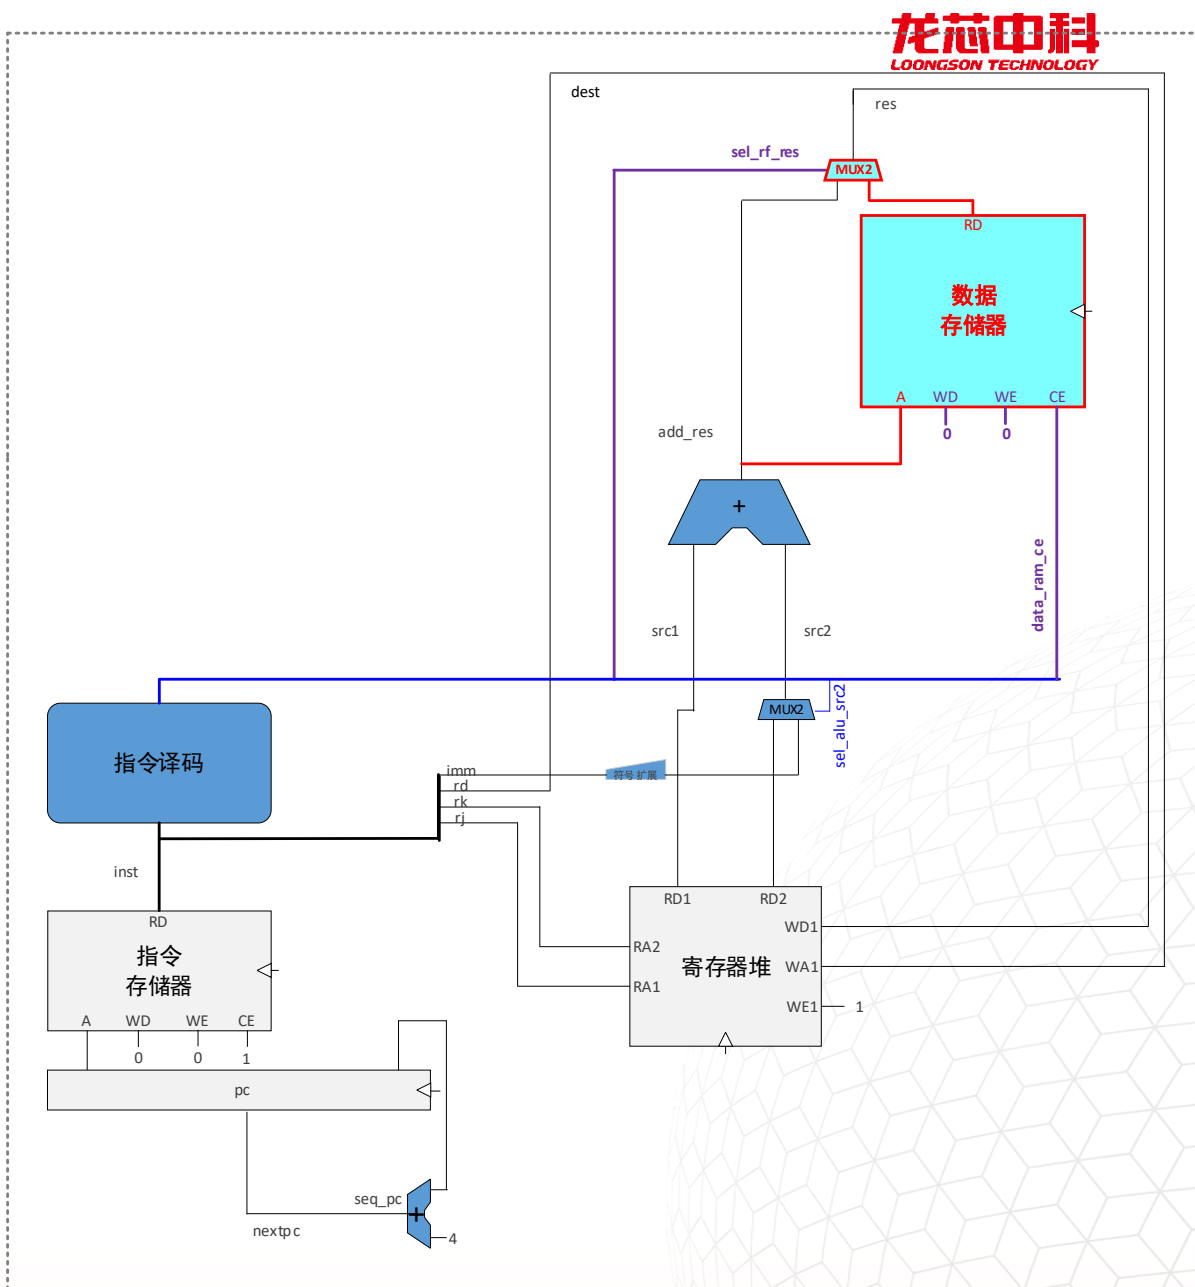 龙芯中科
LOONGSON TECHNOLOGY
dest
res
sel_rf_res
MUX2
RD
数据
存储器
A WD WE CE
0 0
add_res
+
data_ram_ce
src1 src2
MUX2
sel_alu_src2
指令译码
imm
符号扩展
rd
rk
rj
inst
RD
指令
存储器
A WD WE CE
0 0 1
RD1 RD2
WD1
RA2
寄存器堆
WA1
RA1
WE1 1
pc
seq_pc
+
nextpc
4